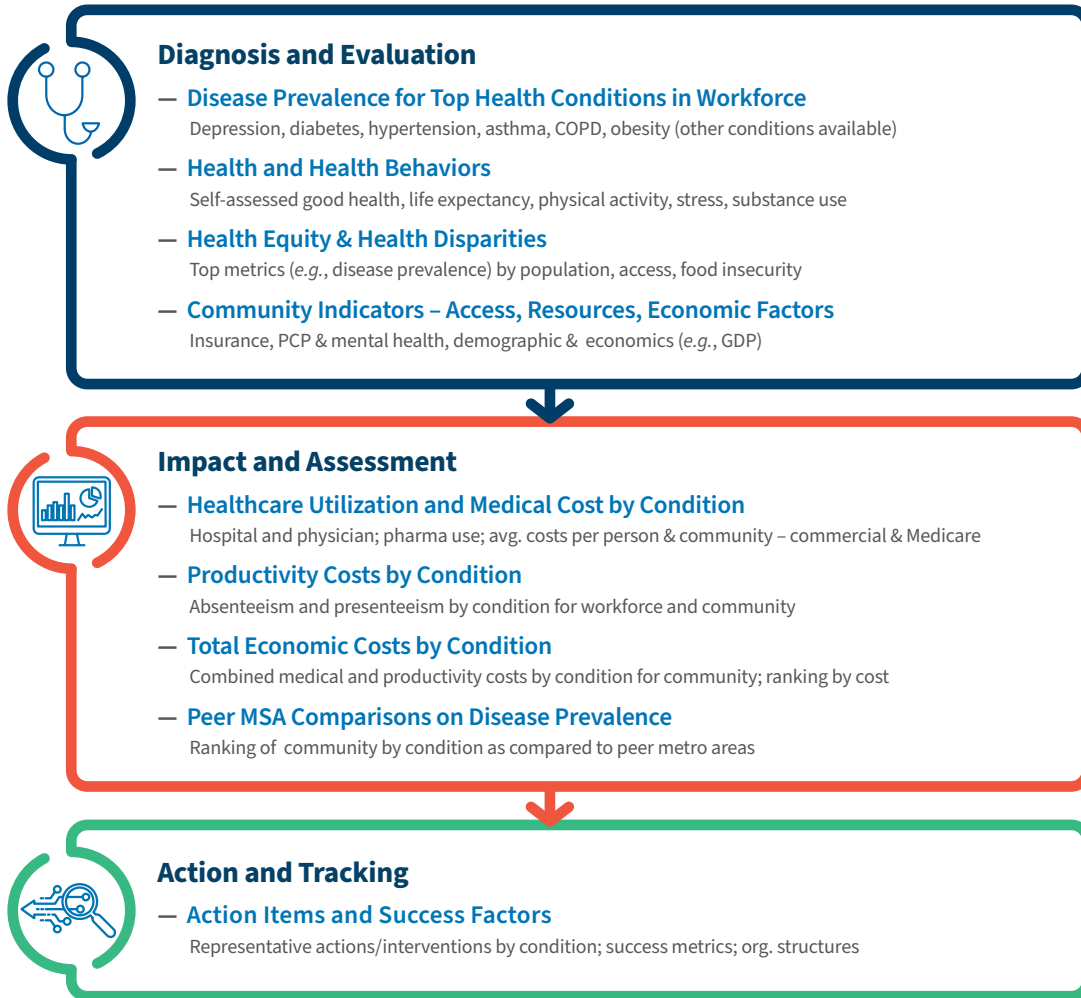 Diagnosis and Evaluation
— Disease Prevalence for Top Health Conditions in Workforce
Depression, diabetes, hypertension, asthma, COPD, obesity (other conditions available)
— Health and Health Behaviors
Self-assessed good health, life expectancy, physical activity, stress, substance use
— Health Equity & Health Disparities
Top metrics (e.g., disease prevalence) by population, access, food insecurity
— Community Indicators – Access, Resources, Economic Factors
Insurance, PCP & mental health, demographic & economics (e.g., GDP)
Impact and Assessment
— Healthcare Utilization and Medical Cost by Condition
Hospital and physician; pharma use; avg. costs per person & community – commercial & Medicare
— Productivity Costs by Condition
Absenteeism and presenteeism by condition for workforce and community
— Total Economic Costs by Condition
Combined medical and productivity costs by condition for community; ranking by cost
— Peer MSA Comparisons on Disease Prevalence
Ranking of community by condition as compared to peer metro areas
Action and Tracking
— Action Items and Success Factors
Representative actions/interventions by condition; success metrics; org. structures